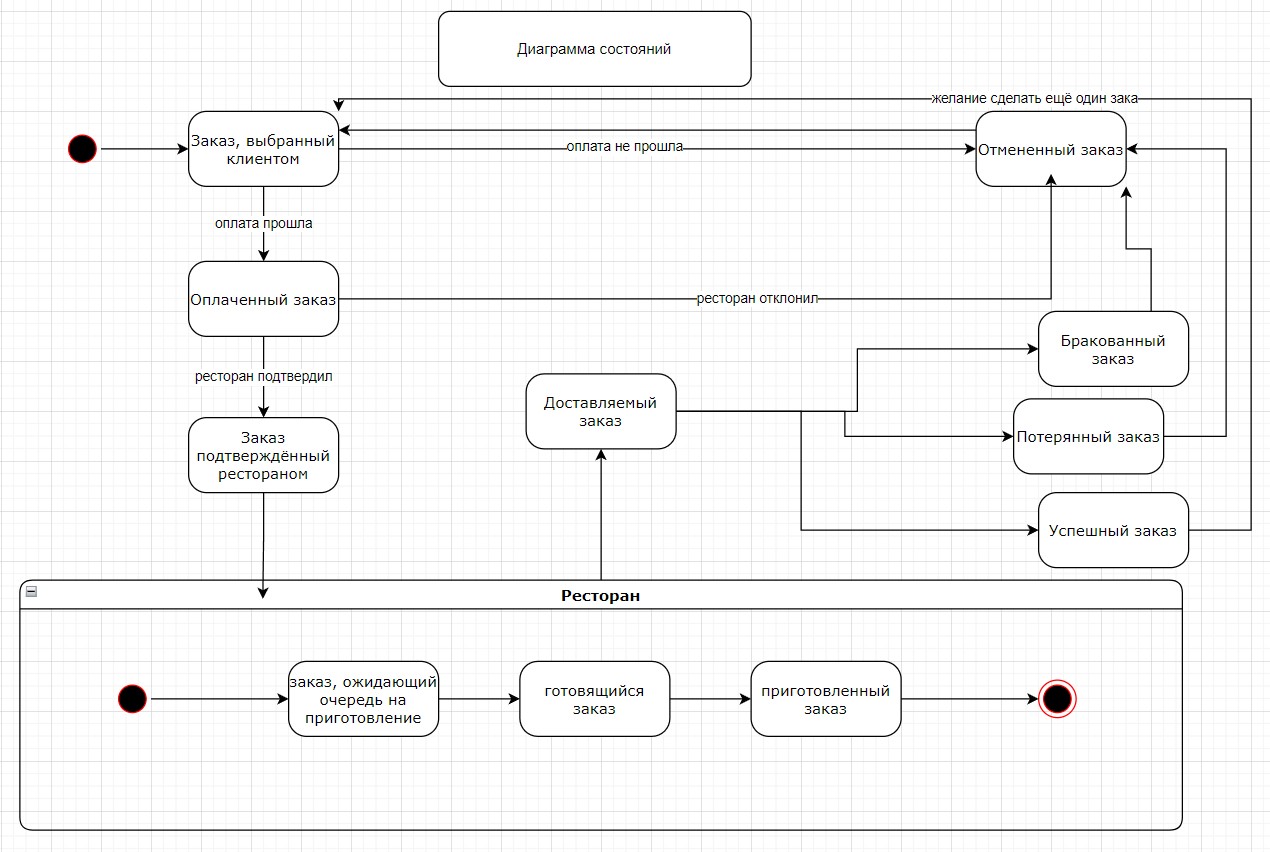 Диаграмма состояний
желание сделать ещё один зака
Заказ, выбранный
клиентом
оплата не прошла
Отмененный заказ
оплата прошла
Оплаченный заказ
ресторан отклонил
Бракованный
заказ
ресторан подтвердил
Доставляемый
заказ
Потерянный заказ
Заказ
подтверждённый
рестораном
Успешный заказ
Ресторан
заказ, ожидающий
очередь на
приготовление
готовящийся
заказ
приготовленный
заказ